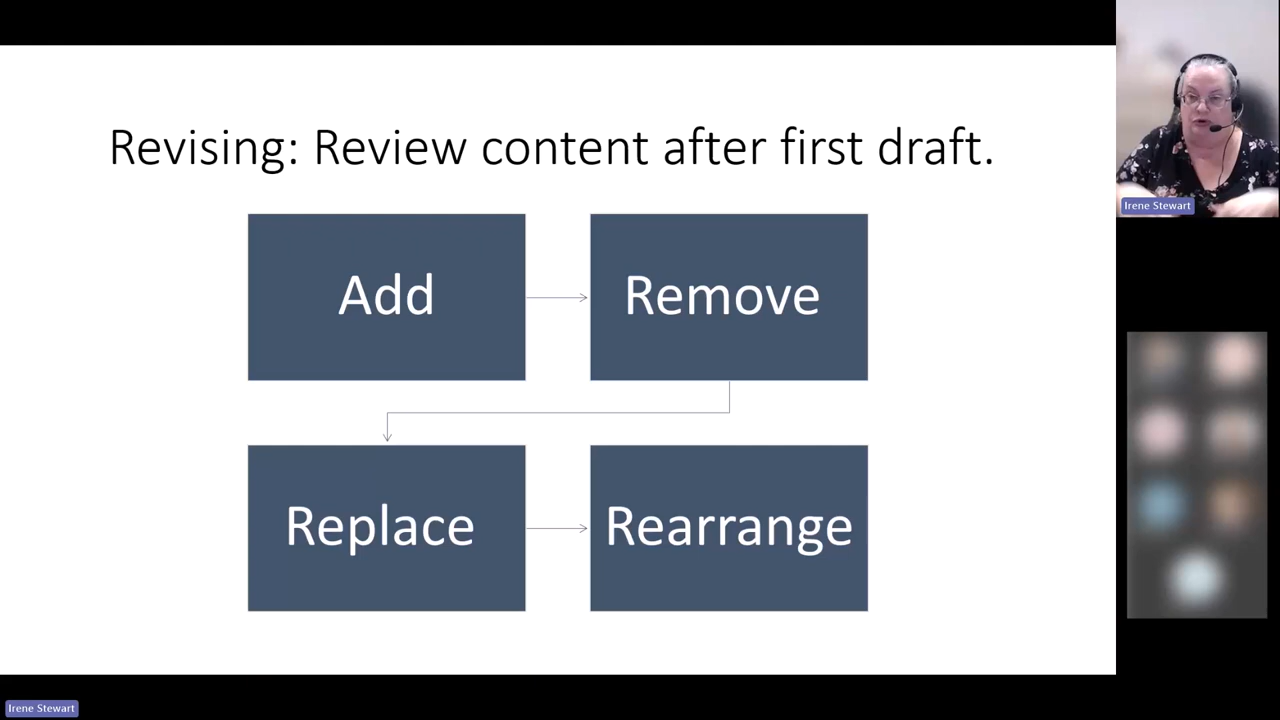 Revising: Review content after first draft.
Add
Remove
Replace
Rearrange
Irene Stewart
Irene Stewart